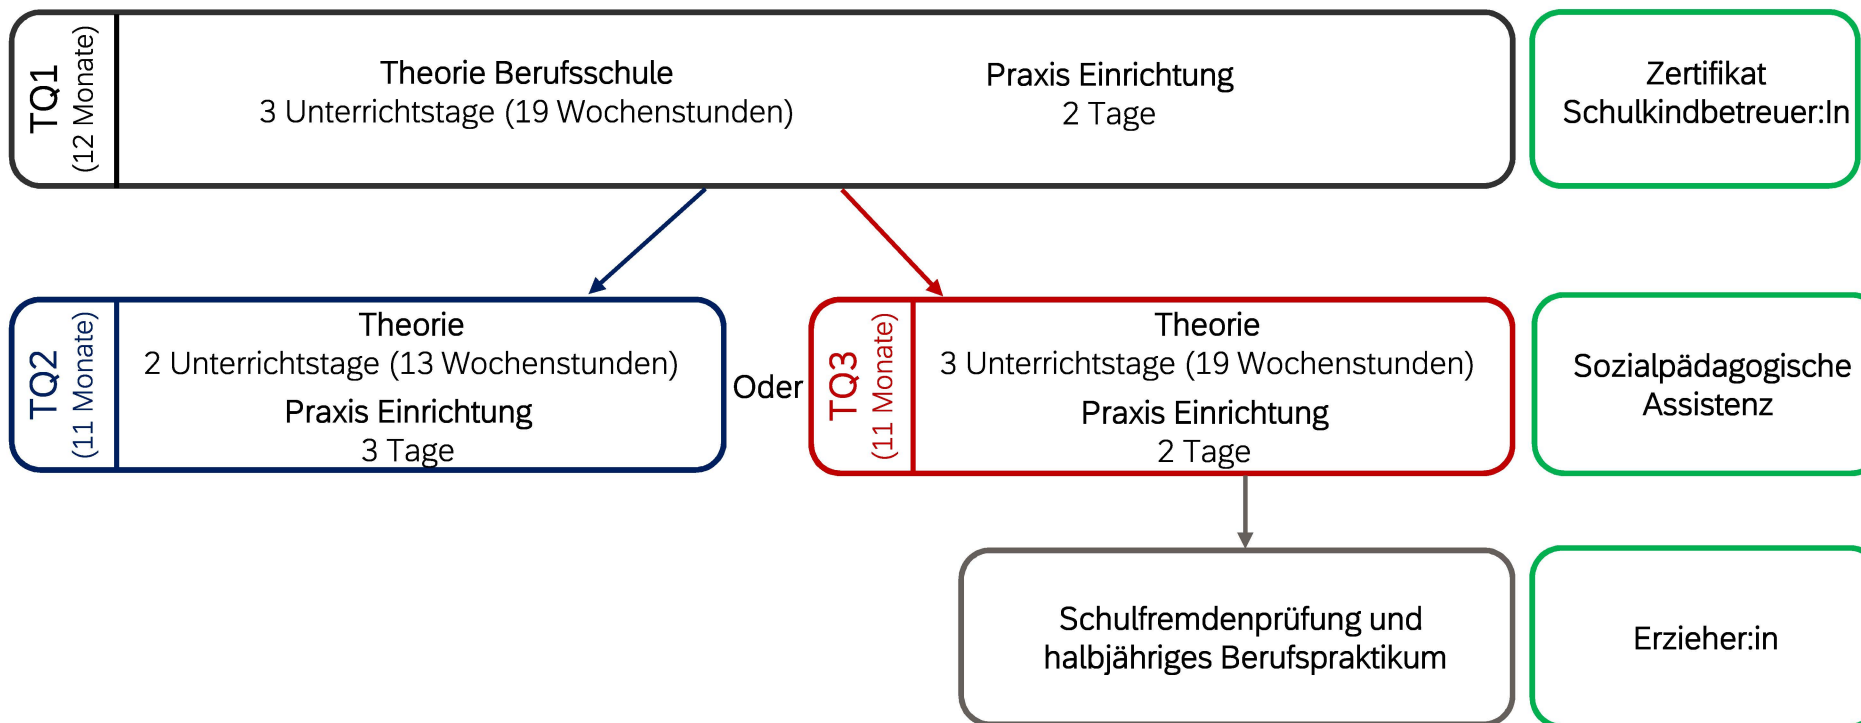 TQ1
(12 Monate)
Theorie Berufsschule
3 Unterrichtstage (19 Wochenstunden)
Praxis Einrichtung
2 Tage
Zertifikat
Schulkindbetreuer:In
TQ2
(11 Monate)
Theorie
2 Unterrichtstage (13 Wochenstunden)
Praxis Einrichtung
3 Tage
Oder
TQ3
(11 Monate)
Theorie
3 Unterrichtstage (19 Wochenstunden)
Praxis Einrichtung
2 Tage
Sozialpädagogische
Assistenz
Schulfremdenprüfung und
halbjähriges Berufspraktikum
Erzieher:in